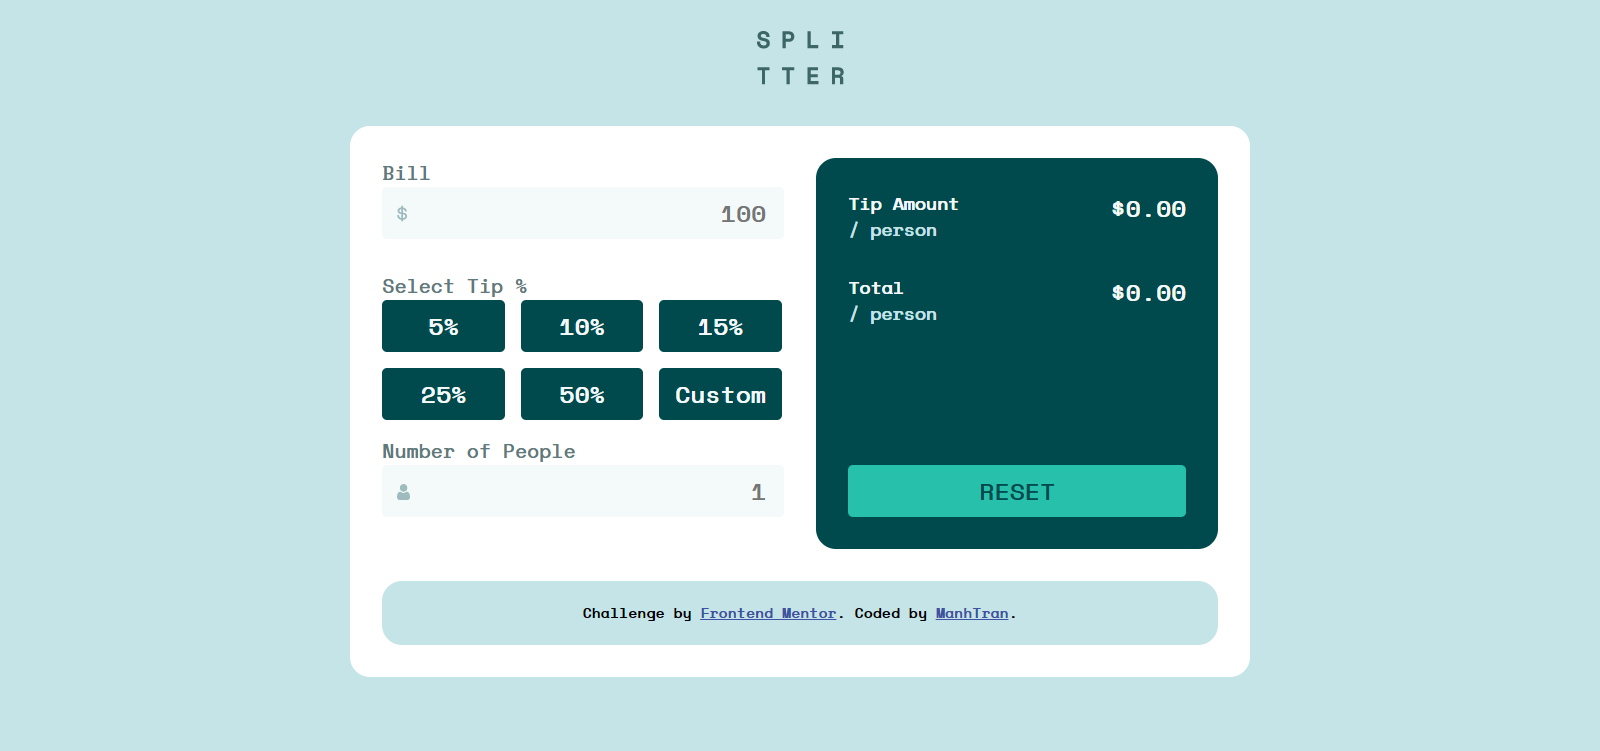 SPLI
TTER
Bill
$ 100
Select Tip %
5% 10% 15%
25% 50% Custom
Number of People
1
Tip Amount
/ person
$0.00
Total
/ person
$0.00
RESET
Challenge by Frontend Mentor. Coded by ManhTran.